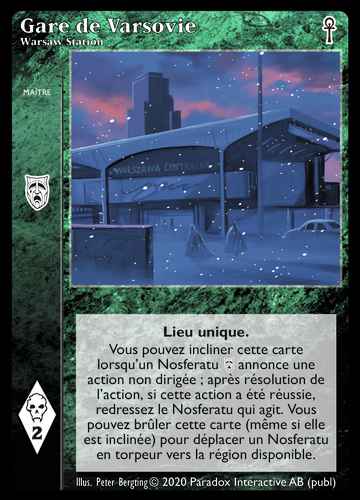 Gare de Varsovie
Warsaw Station
MAÎTRE
WARSZAWA CENTRALNA
Lieu unique.
Vous pouvez incliner cette carte
lorsqu'un Nosferatu annonce une
action non dirigée ; après résolution de
l'action, si cette action a été réussie,
redressez le Nosferatu qui agit. Vous
pouvez brûler cette carte (même si elle
est inclinée) pour déplacer un Nosferatu
en torpeur vers la région disponible.
2
Illus. Peter Bergting © 2020 Paradox Interactive AB (publ)